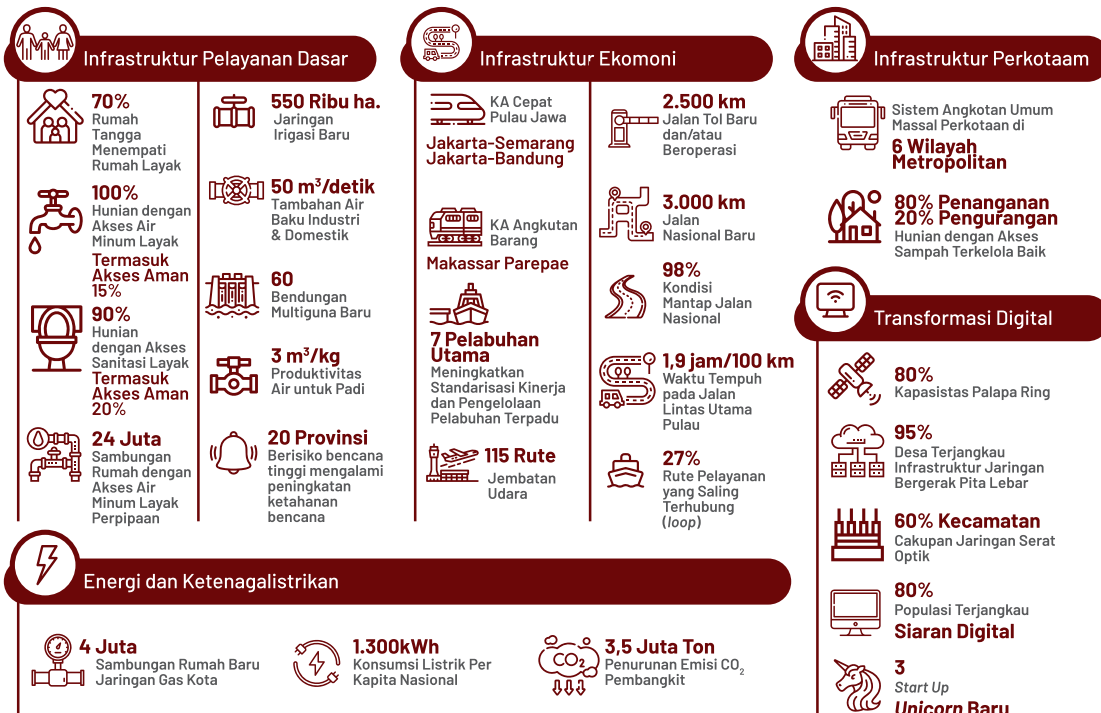 Infrastruktur Pelayanan Dasar
70%
Rumah
Tangga
Menempati
Rumah Layak
100%
Hunian dengan
Akses Air
Minum Layak
Termasuk
Akses Aman
15%
90%
Hunian
dengan Akses
Sanitasi Layak
Termasuk
Akses Aman
20%
24 Juta
Sambungan
Rumah dengan
Akses Air
Minum Layak
Perpipaan
550 Ribu ha.
Jaringan
Irigasi Baru
50 m³/detik
Tambahan Air
Baku Industri
& Domestik
60
Bendungan
Multiguna Baru
3 m³/kg
Produktivitas
Air untuk Padi
20 Provinsi
Berisiko bencana
tinggi mengalami
peningkatan
ketahanan
bencana
Infrastruktur Ekomoni
KA Cepat
Pulau Jawa
Jakarta-Semarang
Jakarta-Bandung
KA Angkutan
Barang
Makassar Parepae
7 Pelabuhan
Utama
Meningkatkan
Standarisasi Kinerja
dan Pengelolaan
Pelabuhan Terpadu
115 Rute
Jembatan
Udara
2.500 km
Jalan Tol Baru
dan/atau
Beroperasi
3.000 km
Jalan
Nasional Baru
98%
Kondisi
Mantap Jalan
Nasional
1,9 jam/100 km
Waktu Tempuh
pada Jalan
Lintas Utama
Pulau
27%
Rute Pelayanan
yang Saling
Terhubung
(loop)
Infrastruktur Perkotaam
Sistem Angkotan Umum
Massal Perkotaan di
6 Wilayah
Metropolitan
80% Penanganan
20% Pengurangan
Hunian dengan Akses
Sampah Terkelola Baik
Transformasi Digital
80%
Kapasistas Palapa Ring
95%
Desa Terjangkau
Infrastruktur Jaringan
Bergerak Pita Lebar
60% Kecamatan
Cakupan Jaringan Serat
Optik
80%
Populasi Terjangkau
Siaran Digital
3
Start Up
Unicorn Baru
Energi dan Ketenagalistrikan
4 Juta
Sambungan Rumah Baru
Jaringan Gas Kota
1.300kWh
Konsumsi Listrik Per
Kapita Nasional
CO₂
3,5 Juta Ton
Penurunan Emisi CO₂
Pembangkit